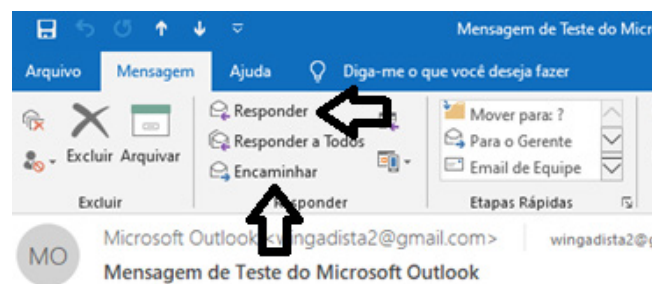 Mensagem de Teste do Micr
Arquivo Mensagem Ajuda Diga-me o que você deseja fazer
Responder
Responder a Todos
Encaminhar
Excluir Arquivar
Mover para: ?
Para o Gerente
Email de Equipe
Excluir Responder Etapas Rápidas
MO
Microsoft Outlook <wingadista2@gmail.com> wingadista2@g
Mensagem de Teste do Microsoft Outlook